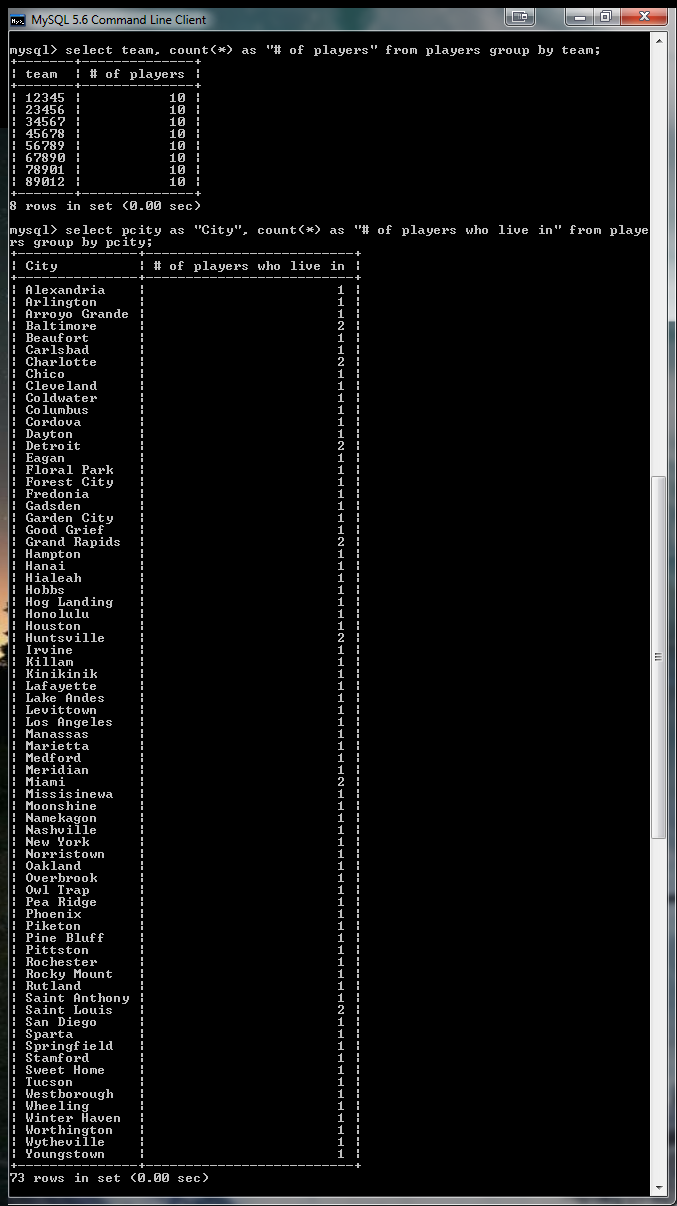 MySQL 5.6 Command Line Client
mysql> select team, count(*) as "# of players" from players group by team;
+-------+--------------+
| team  | # of players |
+-------+--------------+
| 12345 |           10 |
| 23456 |           10 |
| 34567 |           10 |
| 45678 |           10 |
| 56789 |           10 |
| 67890 |           10 |
| 78901 |           10 |
| 89012 |           10 |
+-------+--------------+
8 rows in set (0.00 sec)
mysql> select pcity as "City", count(*) as "# of players who live in" from playe
rs group by pcity;
+---------------+--------------------------+
| City          | # of players who live in |
+---------------+--------------------------+
| Alexandria    |                        1 |
| Arlington     |                        1 |
| Arroyo Grande |                        1 |
| Baltimore     |                        2 |
| Beaufort      |                        1 |
| Carlsbad      |                        1 |
| Charlotte     |                        2 |
| Chico         |                        1 |
| Cleveland     |                        1 |
| Coldwater     |                        1 |
| Columbus      |                        1 |
| Cordova       |                        1 |
| Dayton        |                        1 |
| Detroit       |                        2 |
| Eagan         |                        1 |
| Floral Park   |                        1 |
| Forest City   |                        1 |
| Fredonia      |                        1 |
| Gadsden       |                        1 |
| Garden City   |                        1 |
| Good Grief    |                        1 |
| Grand Rapids  |                        2 |
| Hampton       |                        1 |
| Hanai         |                        1 |
| Hialeah       |                        1 |
| Hobbs         |                        1 |
| Hog Landing   |                        1 |
| Honolulu      |                        1 |
| Houston       |                        1 |
| Huntsville    |                        2 |
| Irvine        |                        1 |
| Killam        |                        1 |
| Kinikinik     |                        1 |
| Lafayette     |                        1 |
| Lake Andes    |                        1 |
| Levittown     |                        1 |
| Los Angeles   |                        1 |
| Manassas      |                        1 |
| Marietta      |                        1 |
| Medford       |                        1 |
| Meridian      |                        1 |
| Miami         |                        2 |
| Missisinewa   |                        1 |
| Moonshine     |                        1 |
| Namekagon     |                        1 |
| Nashville     |                        1 |
| New York      |                        1 |
| Norristown    |                        1 |
| Oakland       |                        1 |
| Overbrook     |                        1 |
| Owl Trap      |                        1 |
| Pea Ridge     |                        1 |
| Phoenix       |                        1 |
| Piketon       |                        1 |
| Pine Bluff    |                        1 |
| Pittston      |                        1 |
| Rochester     |                        1 |
| Rocky Mount   |                        1 |
| Rutland       |                        1 |
| Saint Anthony |                        1 |
| Saint Louis   |                        2 |
| San Diego     |                        1 |
| Sparta        |                        1 |
| Springfield   |                        1 |
| Stamford      |                        1 |
| Sweet Home    |                        1 |
| Tucson        |                        1 |
| Westborough   |                        1 |
| Wheeling      |                        1 |
| Winter Haven  |                        1 |
| Worthington   |                        1 |
| Wytheville    |                        1 |
| Youngstown    |                        1 |
+---------------+--------------------------+
73 rows in set (0.00 sec)